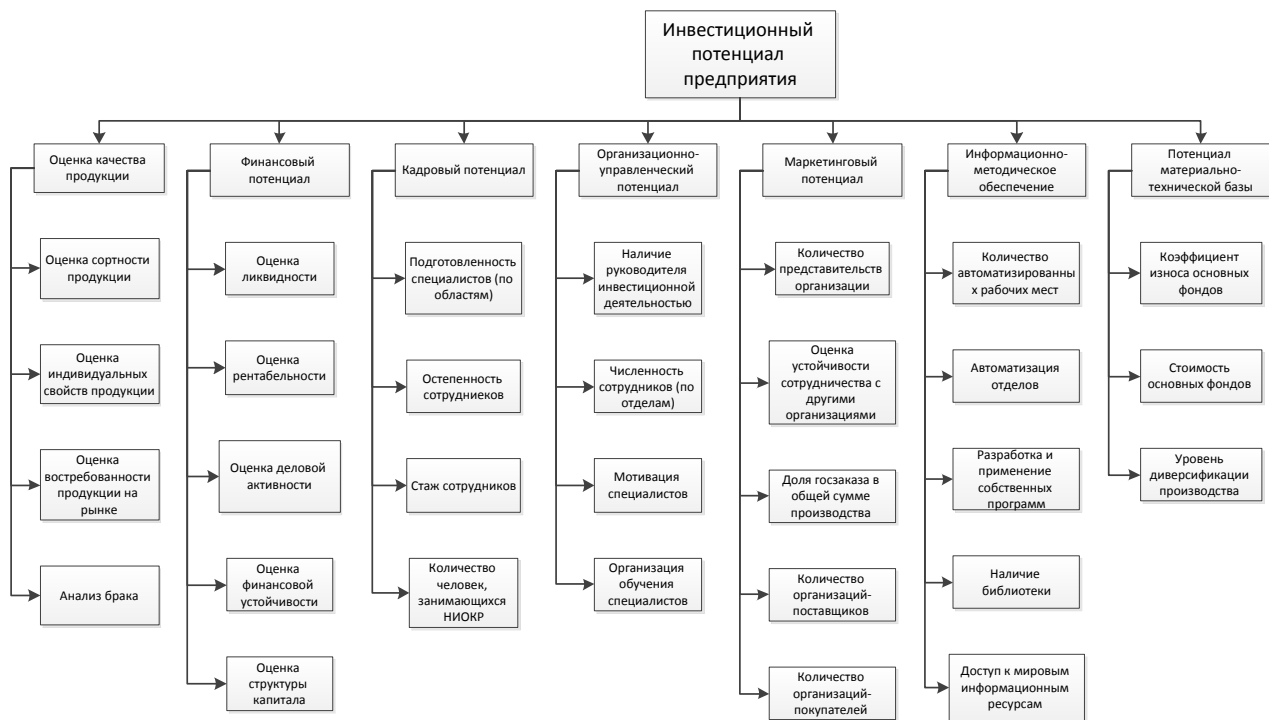 Инвестиционный
потенциал
предприятия
Оценка качества
продукции
Финансовый
потенциал
Кадровый потенциал
Организационно-
управленческий
потенциал
Маркетинговый
потенциал
Информационно-
методическое
обеспечение
Потенциал
материально-
технической базы
Оценка сортности
продукции
Оценка
индивидуальных
свойств продукции
Оценка
востребованности
продукции на
рынке
Анализ брака
Оценка
ликвидности
Оценка
рентабельности
Оценка деловой
активности
Оценка
финансовой
устойчивости
Оценка
структуры
капитала
Подготовленность
специалистов (по
областям)
Остепенность
сотрудниеков
Стаж сотрудников
Количество
человек,
занимающихся
НИОКР
Наличие
руководителя
инвестиционной
деятельностью
Численность
сотрудников (по
отделам)
Мотивация
специалистов
Организация
обучения
специалистов
Количество
представительств
организации
Оценка
устойчивости
сотрудничества с
другими
организациями
Доля госзаказа в
общей сумме
производства
Количество
организаций-
поставщиков
Количество
организаций-
покупателей
Количество
автоматизированны
х рабочих мест
Автоматизация
отделов
Разработка и
применение
собственных
программ
Наличие
библиотеки
Доступ к мировым
информационным
ресурсам
Коэффициент
износа основных
фондов
Стоимость
основных фондов
Уровень
диверсификации
производства